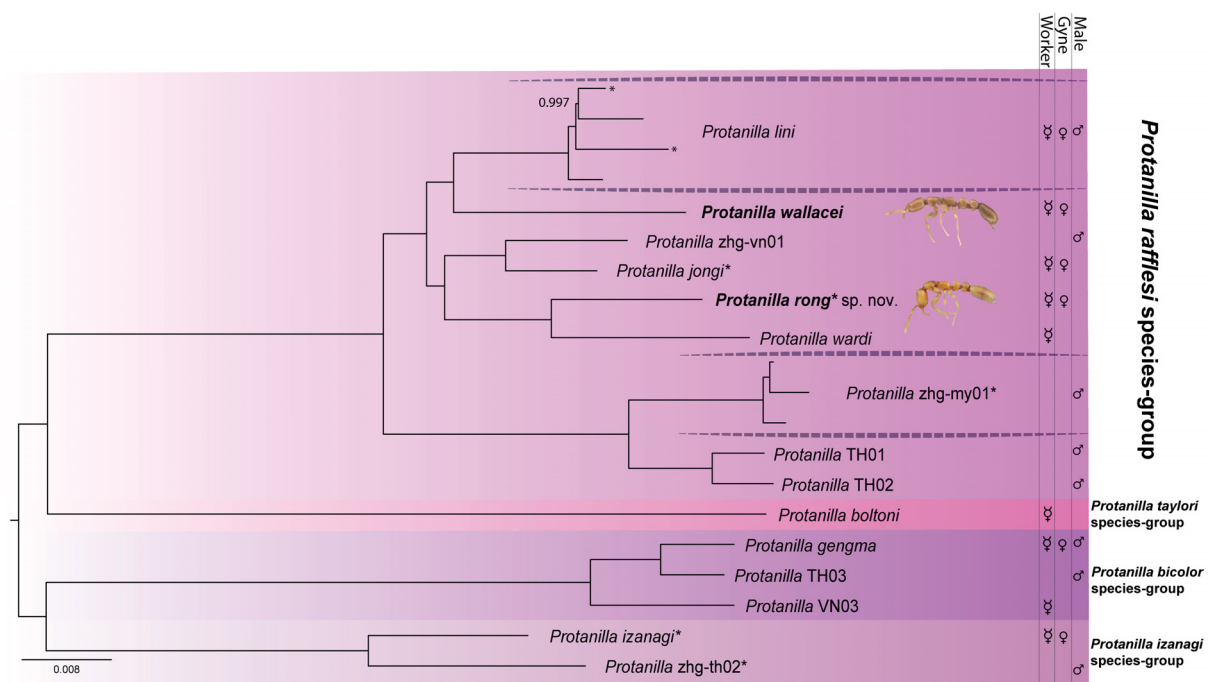 Worker
Gyne
Male
*
0.997
Protanilla lini
*
Protanilla wallacei
Protanilla zhg-vn01
Protanilla jongi*
Protanilla rong* sp. nov.
Protanilla wardi
Protanilla zhg-my01*
Protanilla TH01
Protanilla TH02
Protanilla boltoni
Protanilla gengma
Protanilla TH03
Protanilla VN03
Protanilla izanagi*
Protanilla zhg-th02*
0.008
Protanilla rafflesi species-group
Protanilla taylori
species-group
Protanilla bicolor
species-group
Protanilla izanagi
species-group